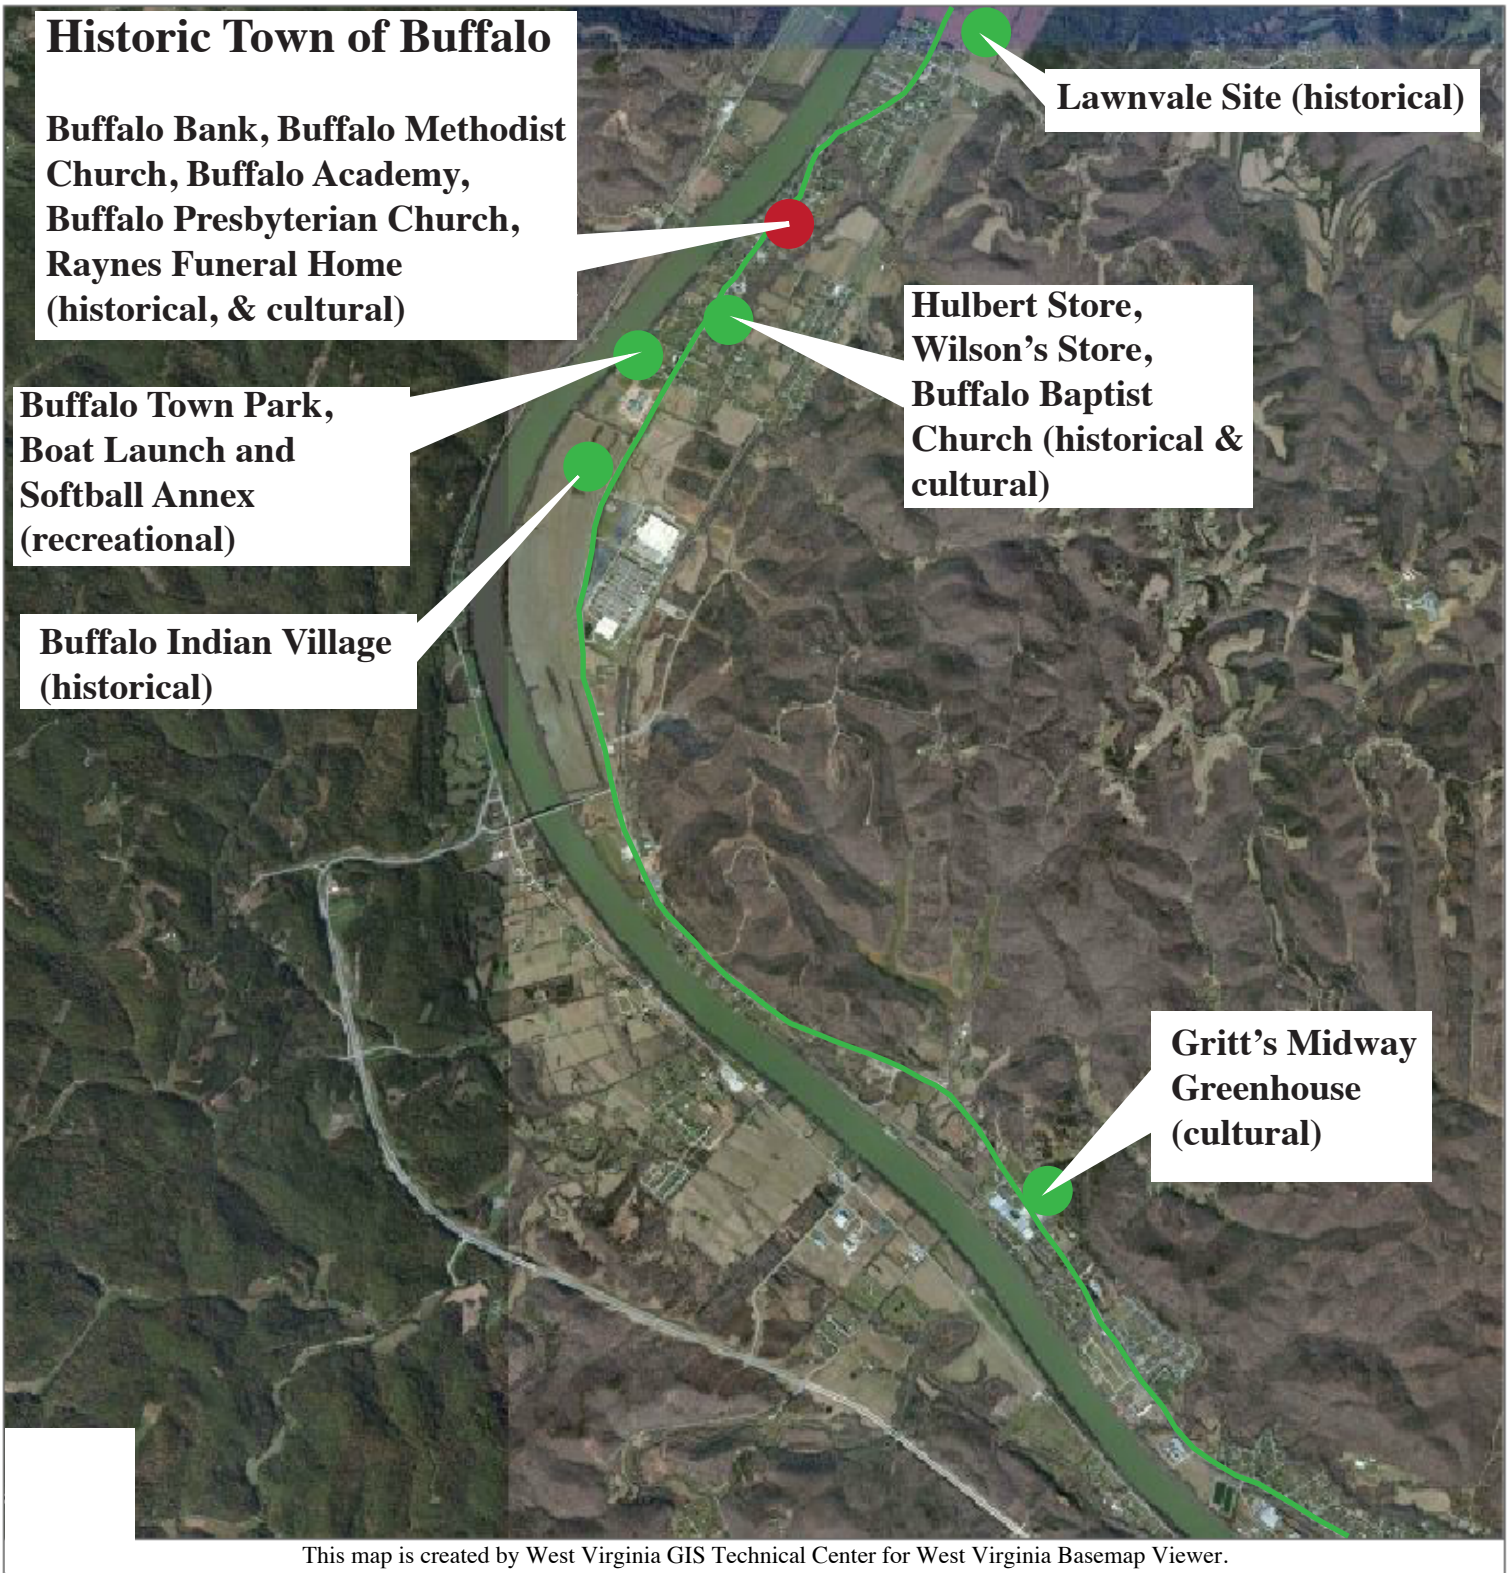 Historic Town of Buffalo
Buffalo Bank, Buffalo Methodist
Church, Buffalo Academy,
Buffalo Presbyterian Church,
Raynes Funeral Home
(historical, & cultural)
Lawnvale Site (historical)
Hulbert Store,
Wilson’s Store,
Buffalo Baptist
Church (historical &
cultural)
Buffalo Town Park,
Boat Launch and
Softball Annex
(recreational)
Buffalo Indian Village
(historical)
Gritt’s Midway
Greenhouse
(cultural)
This map is created by West Virginia GIS Technical Center for West Virginia Basemap Viewer.